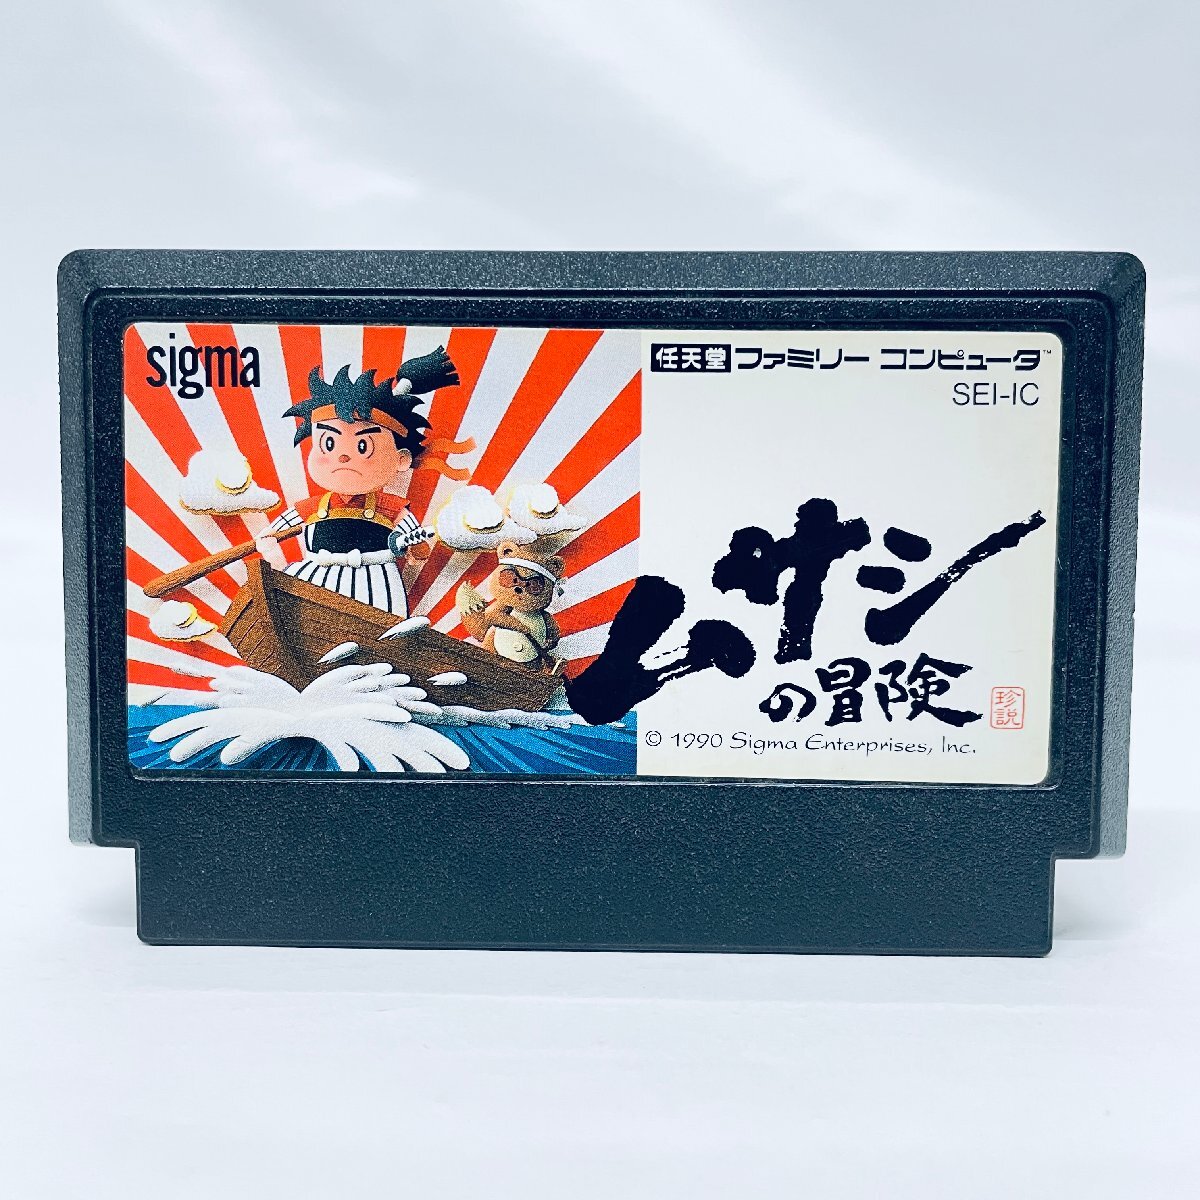 sigma
任天堂 ファミリー コンピュータ™
SEI-IC
ムサシ
の冒険
珍説
© 1990 Sigma Enterprises, Inc.